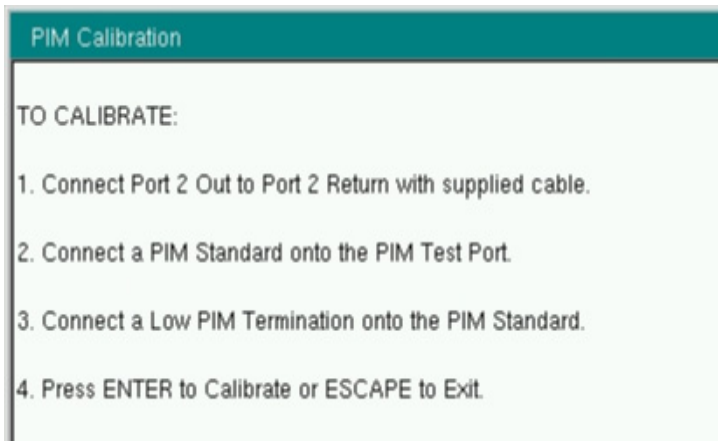 PIM Calibration
TO CALIBRATE:
1. Connect Port 2 Out to Port 2 Return with supplied cable.
2. Connect a PIM Standard onto the PIM Test Port.
3. Connect a Low PIM Termination onto the PIM Standard.
4. Press ENTER to Calibrate or ESCAPE to Exit.